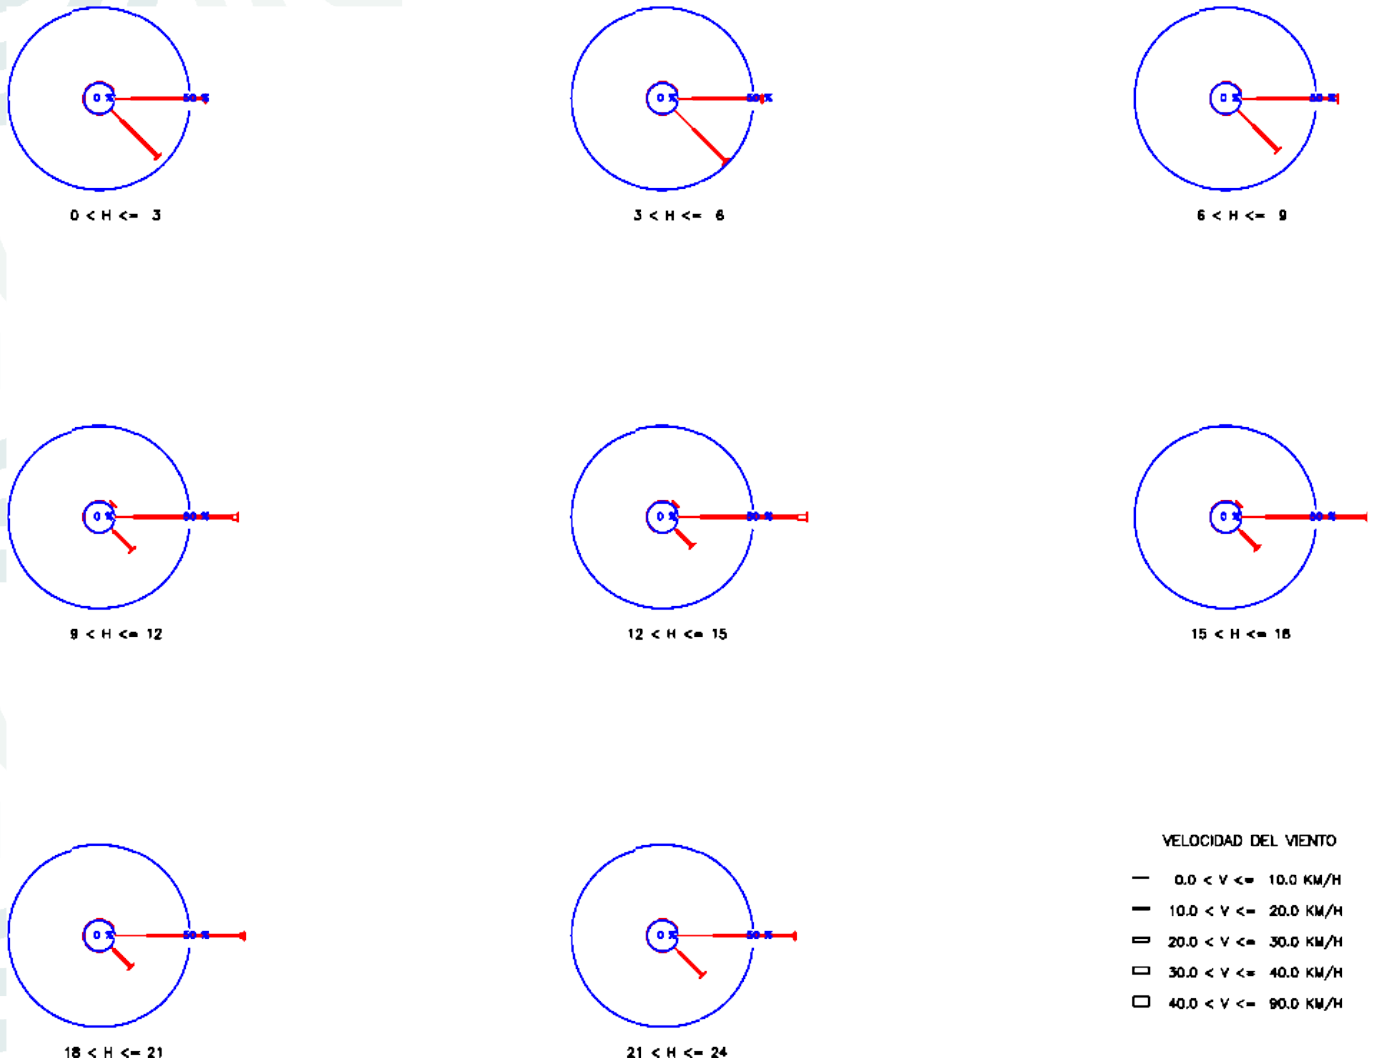 0 % 50 %
0 % 50 %
0 % 50 %
0 < H <= 3
3 < H <= 6
6 < H <= 9
0 % 50 %
0 % 50 %
0 % 50 %
9 < H <= 12
12 < H <= 15
15 < H <= 18
0 % 50 %
0 % 50 %
18 < H <= 21
21 < H <= 24
VELOCIDAD DEL VIENTO
0.0 < V <= 10.0 KM/H
10.0 < V <= 20.0 KM/H
20.0 < V <= 30.0 KM/H
30.0 < V <= 40.0 KM/H
40.0 < V <= 90.0 KM/H